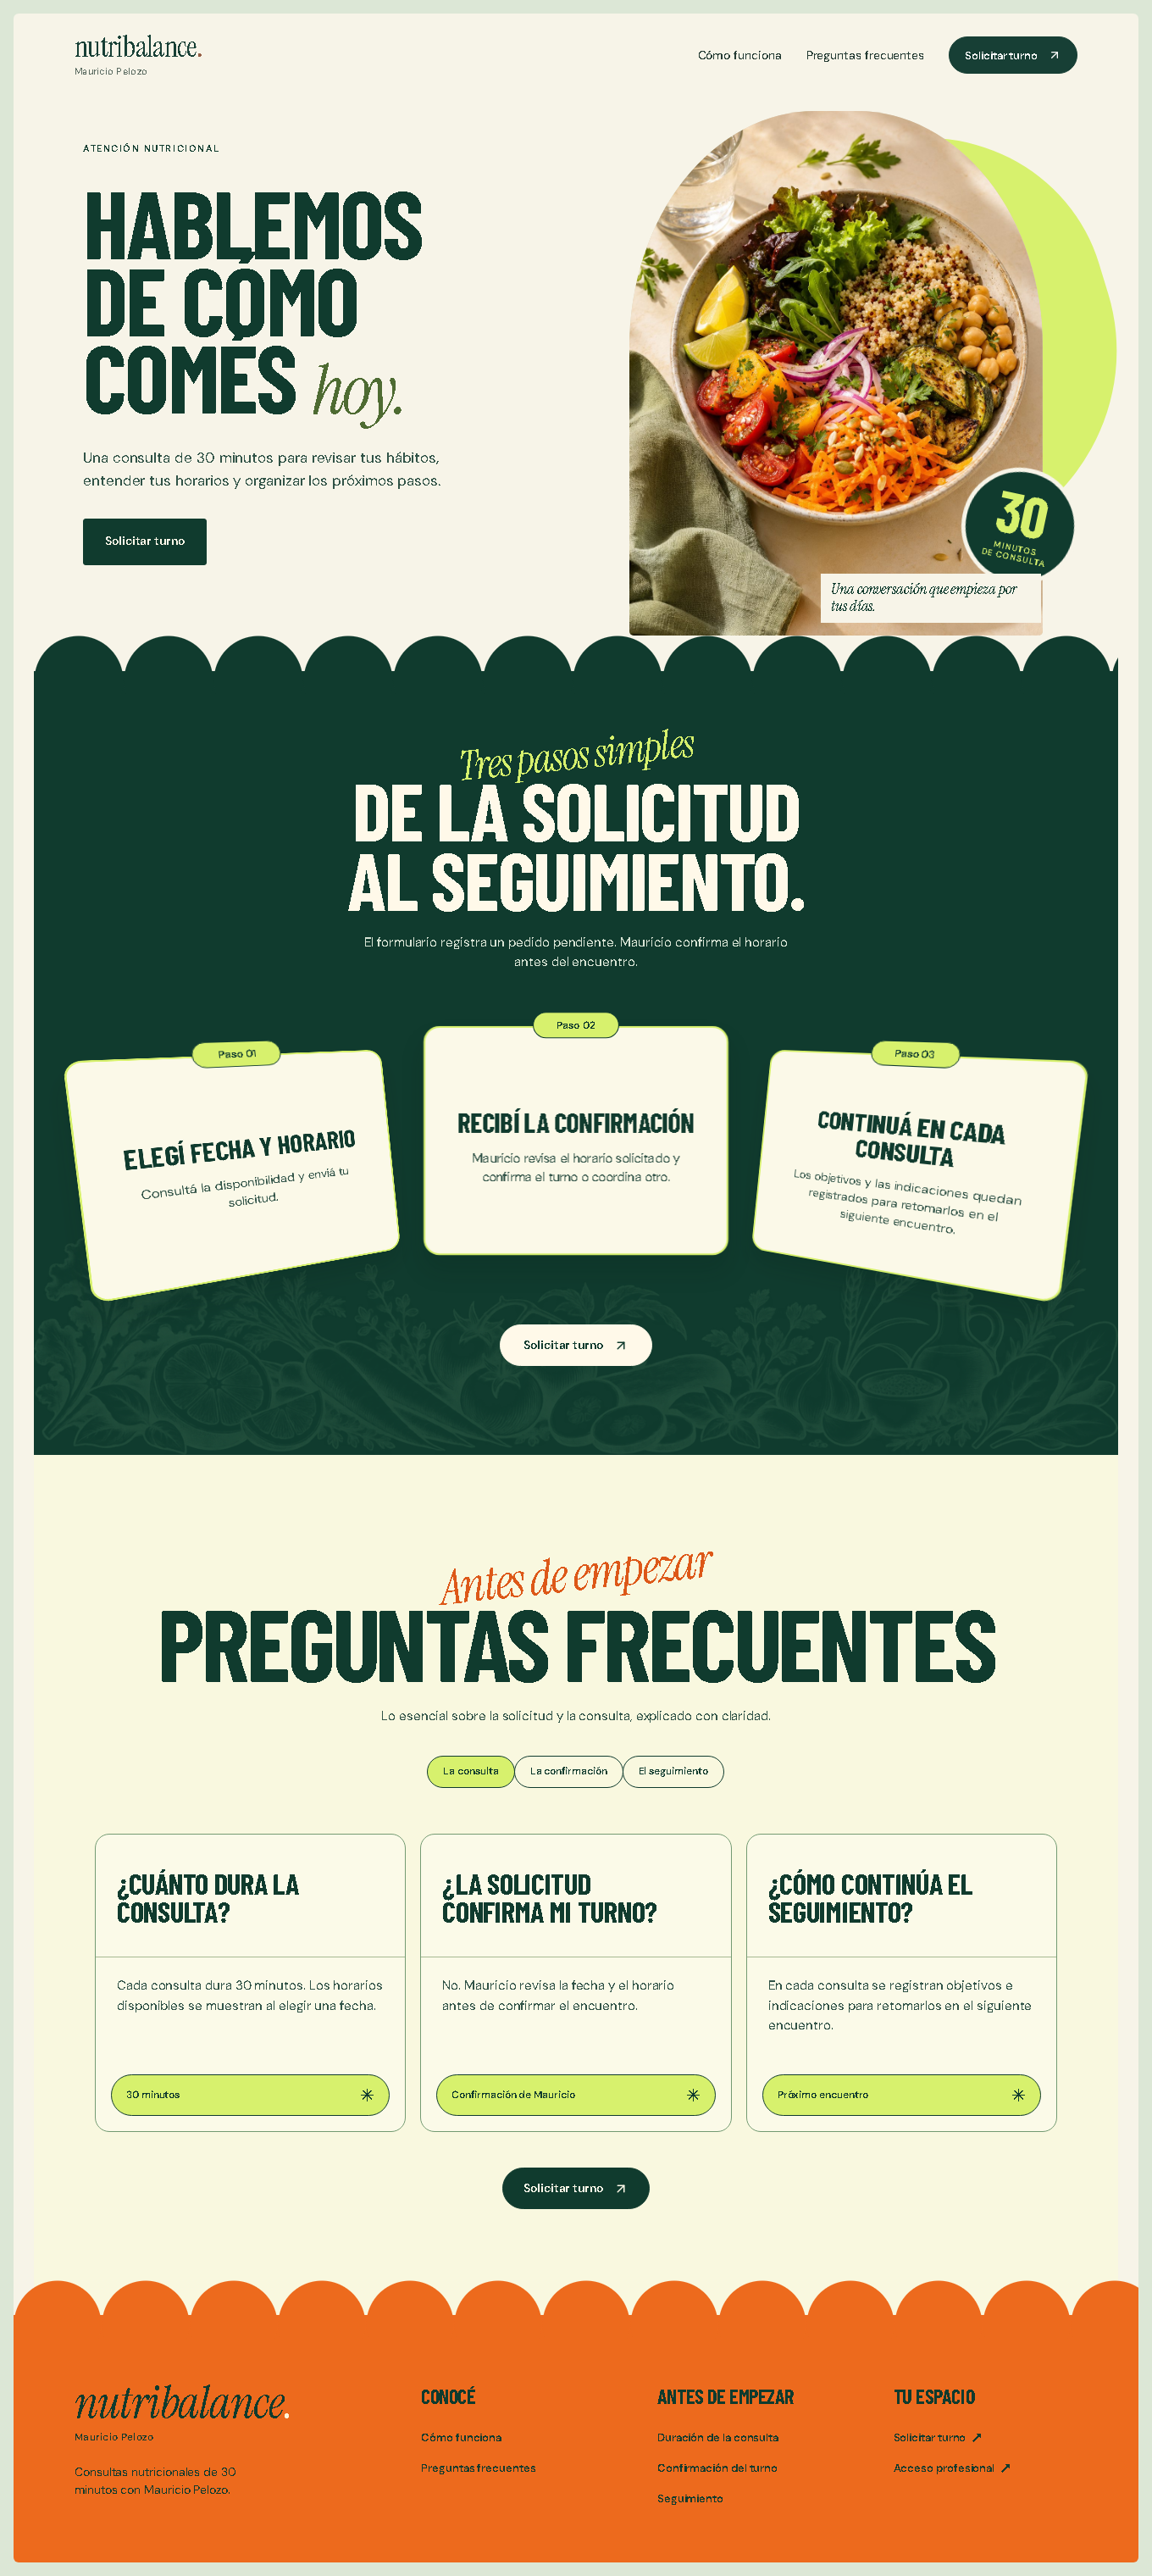 nutribalance.
Mauricio Pelozo
Cómo funciona
Preguntas frecuentes
Solicitar turno
ATENCIÓN NUTRICIONAL
HABLEMOS
DE CÓMO
COMÉS hoy.
Una consulta de 30 minutos para revisar tus hábitos,
entender tus horarios y organizar los próximos pasos.
Solicitar turno
30
MINUTOS
DE CONSULTA
Una conversación que empieza por
tus días.
Tres pasos simples
DE LA SOLICITUD
AL SEGUIMIENTO.
El formulario registra un pedido pendiente. Mauricio confirma el horario
antes del encuentro.
Paso 01
ELEGÍ FECHA Y HORARIO
Consultá la disponibilidad y enviá tu
solicitud.
Paso 02
RECIBÍ LA CONFIRMACIÓN
Mauricio revisa el horario solicitado y
confirma el turno o coordina otro.
Paso 03
CONTINUÁ EN CADA
CONSULTA
Los objetivos y las indicaciones quedan
registrados para retomarlos en el
siguiente encuentro.
Solicitar turno
Antes de empezar
PREGUNTAS FRECUENTES
Lo esencial sobre la solicitud y la consulta, explicado con claridad.
La consulta
La confirmación
El seguimiento
¿CUÁNTO DURA LA
CONSULTA?
Cada consulta dura 30 minutos. Los horarios
disponibles se muestran al elegir una fecha.
30 minutos
¿LA SOLICITUD
CONFIRMA MI TURNO?
No. Mauricio revisa la fecha y el horario
antes de confirmar el encuentro.
Confirmación de Mauricio
¿CÓMO CONTINÚA EL
SEGUIMIENTO?
En cada consulta se registran objetivos e
indicaciones para retomarlos en el siguiente
encuentro.
Próximo encuentro
Solicitar turno
nutribalance.
Mauricio Pelozo
Consultas nutricionales de 30
minutos con Mauricio Pelozo.
CONOCÉ
Cómo funciona
Preguntas frecuentes
ANTES DE EMPEZAR
Duración de la consulta
Confirmación del turno
Seguimiento
TU ESPACIO
Solicitar turno
Acceso profesional